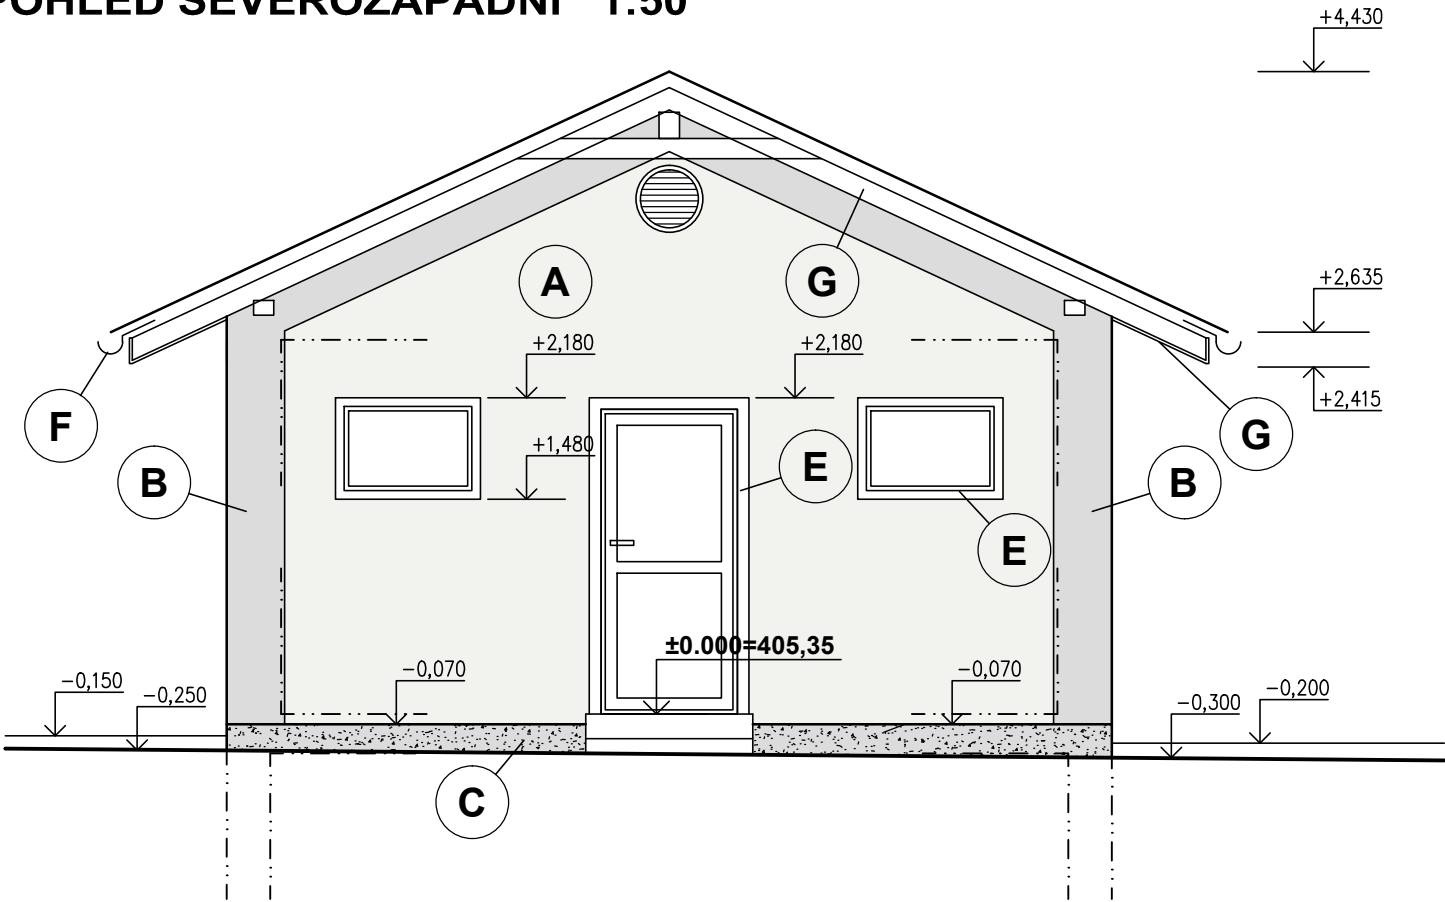 POHLED SEVEROZÁPADNÍ 1:50
+4,430
G
A
+2,635
+2,180
+2,180
+2,415
F
+1,480
E
G
B
B
E
±0.000=405,35
-0,070
-0,070
-0,150
-0,250
-0,300
-0,200
C